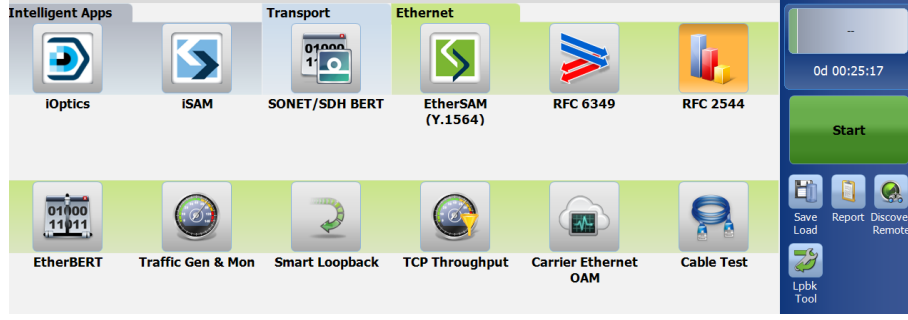 Intelligent Apps
Transport
Ethernet
01000
1
iOptics
iSAM
SONET/SDH BERT
EtherSAM
(Y.1564)
RFC 6349
RFC 2544
01000
11011
EtherBERT
Traffic Gen & Mon
Smart Loopback
TCP Throughput
Carrier Ethernet
OAM
Cable Test
--
0d 00:25:17
Start
Save
Load
Report
Discove
Remote
Lpbk
Tool